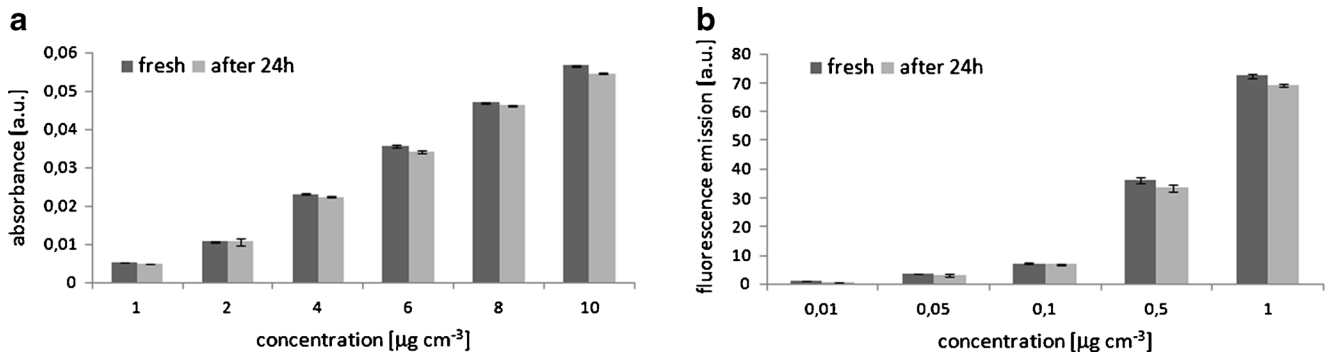 a
absorbance [a.u.]
0,06
0,05
0,04
0,03
0,02
0,01
0
fresh after 24h
1 2 4 6 8 10
concentration [µg cm-3]
b
fluorescence emission [a.u.]
80
70
60
50
40
30
20
10
0
fresh after 24h
0,01 0,05 0,1 0,5 1
concentration [µg cm-3]